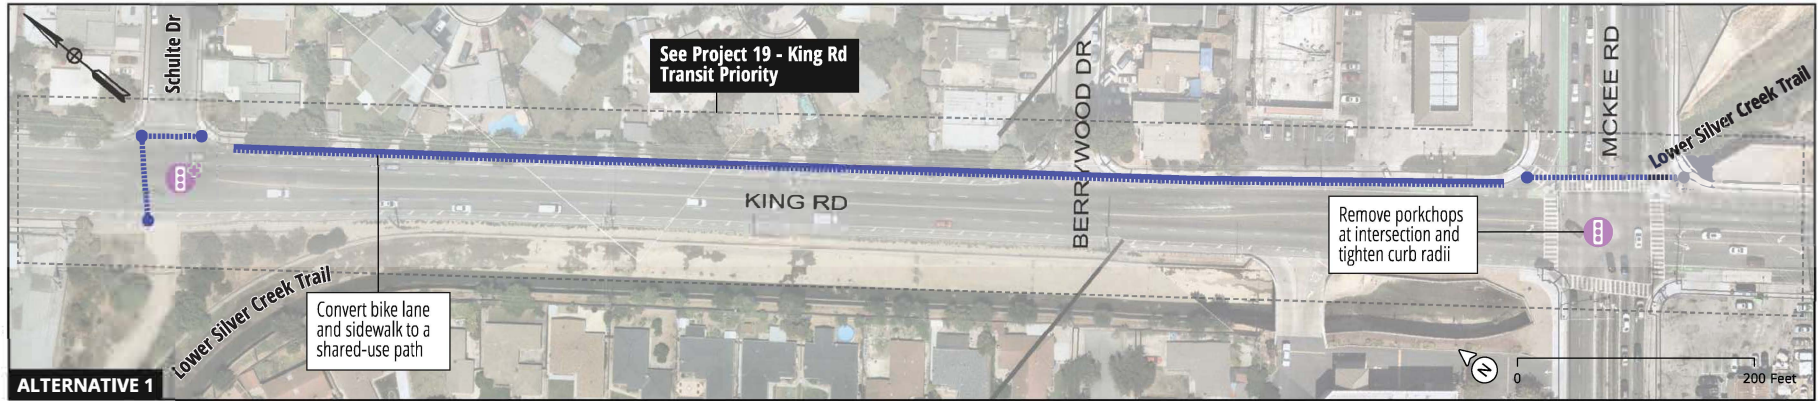 Schulte Dr
See Project 19 - King Rd
Transit Priority
BERRYWOOD DR
MCKEE RD
Lower Silver Creek Trail
KING RD
Remove porkchops
at intersection and
tighten curb radii
Convert bike lane
and sidewalk to a
shared-use path
Lower Silver Creek Trail
N
0
200 Feet
ALTERNATIVE 1